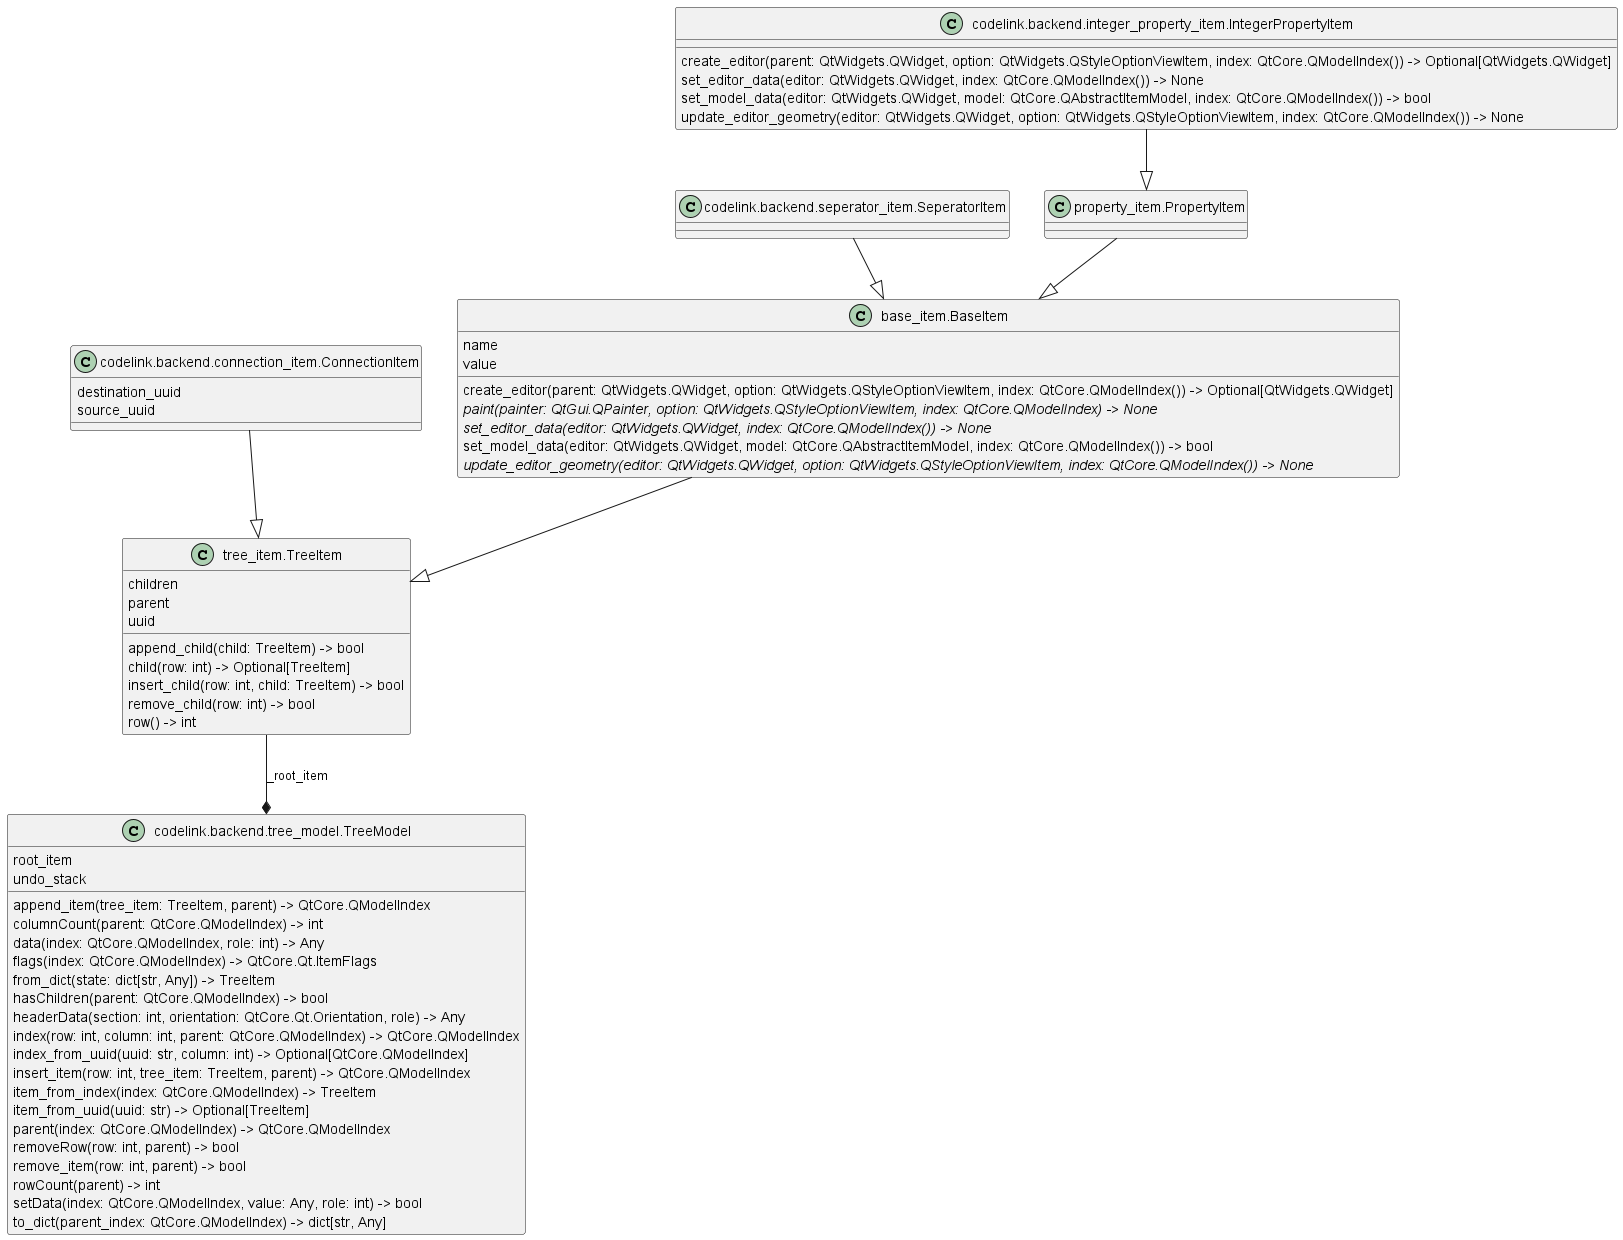 C codelink.backend.integer_property_item.IntegerPropertyItem
create_editor(parent: QtWidgets.QWidget, option: QtWidgets.QStyleOptionViewItem, index: QtCore.QModelIndex()) -> Optional[QtWidgets.QWidget]
set_editor_data(editor: QtWidgets.QWidget, index: QtCore.QModelIndex()) -> None
set_model_data(editor: QtWidgets.QWidget, model: QtCore.QAbstractItemModel, index: QtCore.QModelIndex()) -> bool
update_editor_geometry(editor: QtWidgets.QWidget, option: QtWidgets.QStyleOptionViewItem, index: QtCore.QModelIndex()) -> None
C codelink.backend.seperator_item.SeperatorItem
C property_item.PropertyItem
C base_item.BaseItem
name
value
create_editor(parent: QtWidgets.QWidget, option: QtWidgets.QStyleOptionViewItem, index: QtCore.QModelIndex()) -> Optional[QtWidgets.QWidget]
paint(painter: QtGui.QPainter, option: QtWidgets.QStyleOptionViewItem, index: QtCore.QModelIndex) -> None
set_editor_data(editor: QtWidgets.QWidget, index: QtCore.QModelIndex()) -> None
set_model_data(editor: QtWidgets.QWidget, model: QtCore.QAbstractItemModel, index: QtCore.QModelIndex()) -> bool
update_editor_geometry(editor: QtWidgets.QWidget, option: QtWidgets.QStyleOptionViewItem, index: QtCore.QModelIndex()) -> None
C codelink.backend.connection_item.ConnectionItem
destination_uuid
source_uuid
C tree_item.TreeItem
children
parent
uuid
append_child(child: TreeItem) -> bool
child(row: int) -> Optional[TreeItem]
insert_child(row: int, child: TreeItem) -> bool
remove_child(row: int) -> bool
row() -> int
_root_item
C codelink.backend.tree_model.TreeModel
root_item
undo_stack
append_item(tree_item: TreeItem, parent) -> QtCore.QModelIndex
columnCount(parent: QtCore.QModelIndex) -> int
data(index: QtCore.QModelIndex, role: int) -> Any
flags(index: QtCore.QModelIndex) -> QtCore.Qt.ItemFlags
from_dict(state: dict[str, Any]) -> TreeItem
hasChildren(parent: QtCore.QModelIndex) -> bool
headerData(section: int, orientation: QtCore.Qt.Orientation, role) -> Any
index(row: int, column: int, parent: QtCore.QModelIndex) -> QtCore.QModelIndex
index_from_uuid(uuid: str, column: int) -> Optional[QtCore.QModelIndex]
insert_item(row: int, tree_item: TreeItem, parent) -> QtCore.QModelIndex
item_from_index(index: QtCore.QModelIndex) -> TreeItem
item_from_uuid(uuid: str) -> Optional[TreeItem]
parent(index: QtCore.QModelIndex) -> QtCore.QModelIndex
removeRow(row: int, parent) -> bool
remove_item(row: int, parent) -> bool
rowCount(parent) -> int
setData(index: QtCore.QModelIndex, value: Any, role: int) -> bool
to_dict(parent_index: QtCore.QModelIndex) -> dict[str, Any]